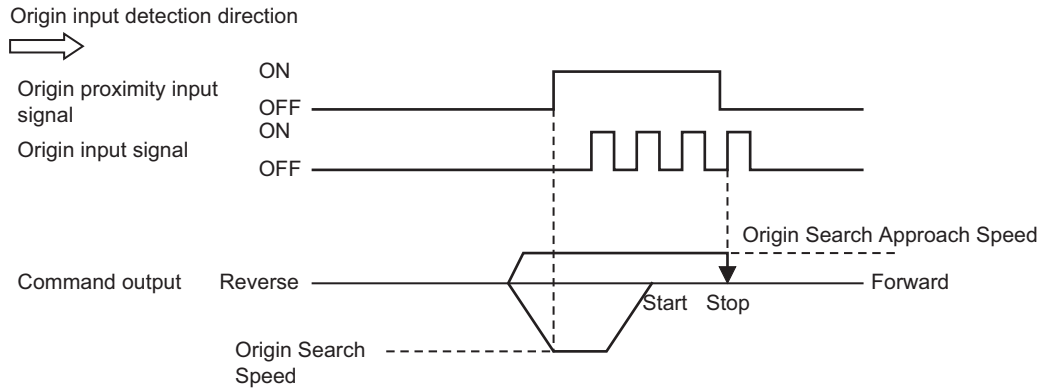 Origin input detection direction
ON
Origin proximity input
signal
OFF
ON
Origin input signal
OFF
Origin Search Approach Speed
Command output
Reverse
Forward
Start
Stop
Origin Search
Speed